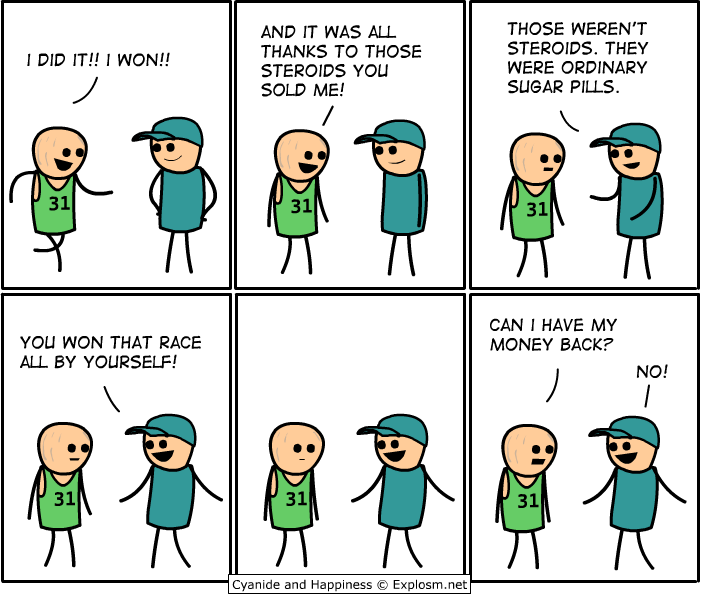 I DID IT!! I WON!!
31
AND IT WAS ALL
THANKS TO THOSE
STEROIDS YOU
SOLD ME!
31
THOSE WEREN'T
STEROIDS. THEY
WERE ORDINARY
SUGAR PILLS.
31
YOU WON THAT RACE
ALL BY YOURSELF!
31
31
CAN I HAVE MY
MONEY BACK?
NO!
31
Cyanide and Happiness © Explosm.net